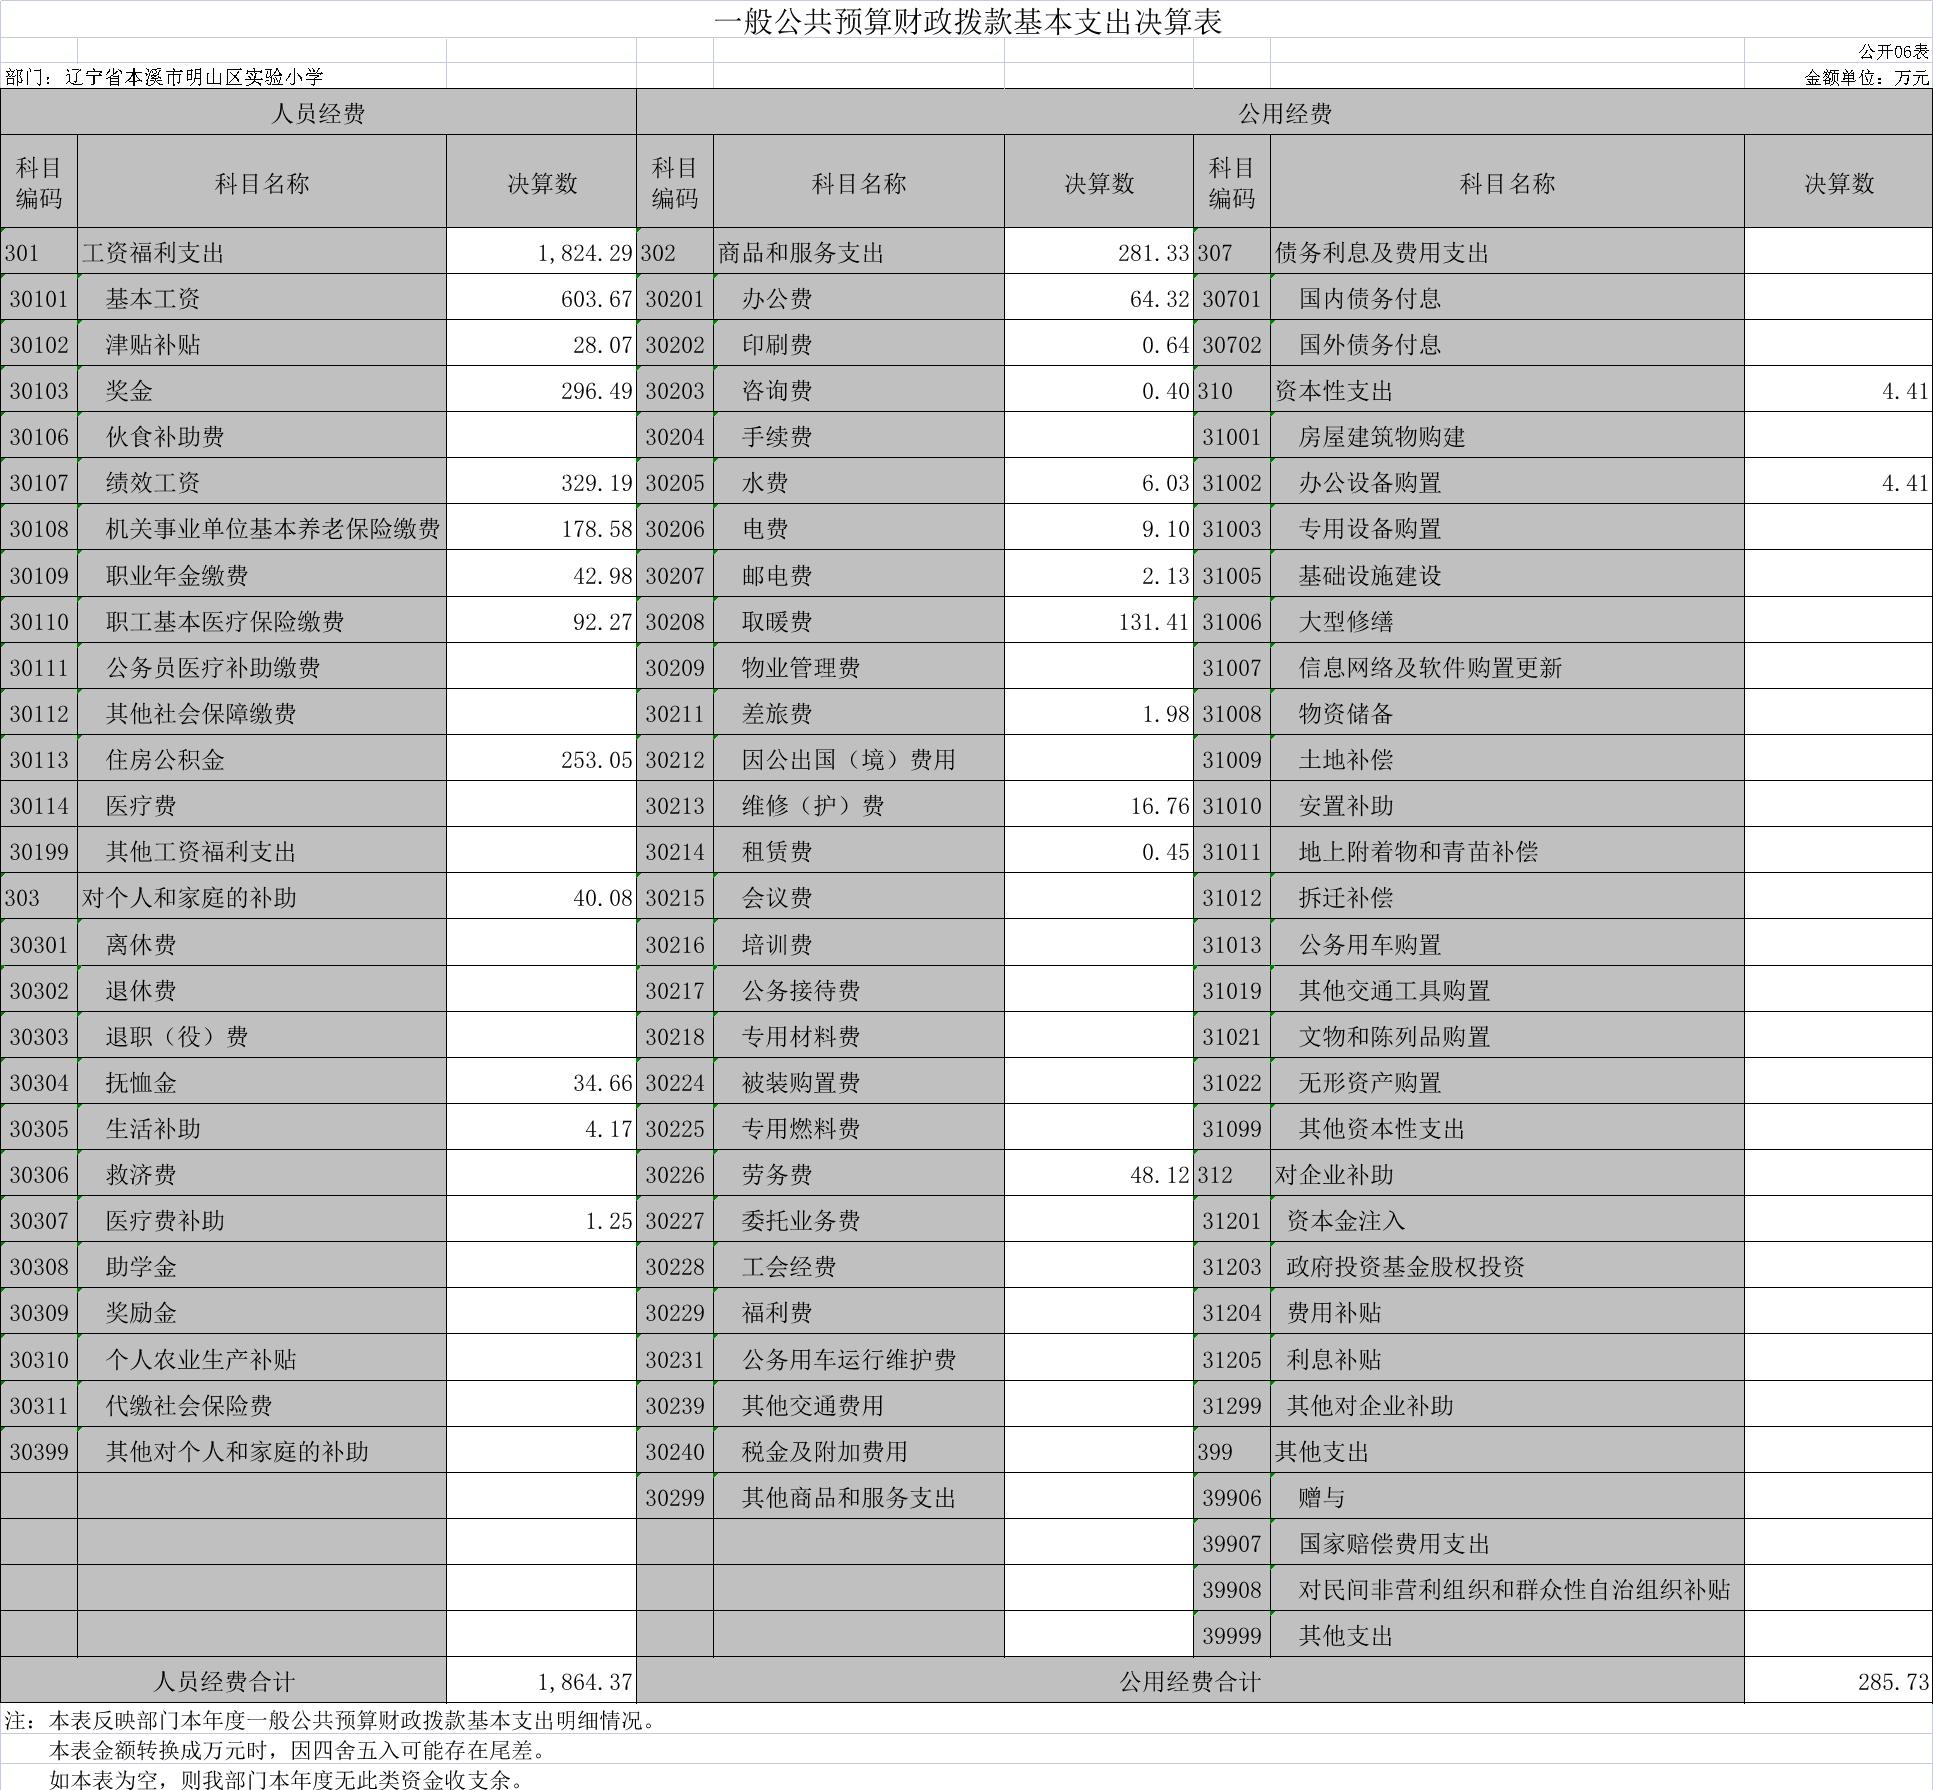 一般公共预算财政拨款基本支出决算表
公开06表
部门：辽宁省本溪市明山区实验小学 金额单位：万元
人员经费 公用经费
科目编码 科目名称 决算数 科目编码 科目名称 决算数 科目编码 科目名称 决算数
301 工资福利支出 1,824.29 302 商品和服务支出 281.33 307 债务利息及费用支出
30101 基本工资 603.67 30201 办公费 64.32 30701 国内债务付息
30102 津贴补贴 28.07 30202 印刷费 0.64 30702 国外债务付息
30103 奖金 296.49 30203 咨询费 0.40 310 资本性支出 4.41
30106 伙食补助费 30204 手续费 31001 房屋建筑物购建
30107 绩效工资 329.19 30205 水费 6.03 31002 办公设备购置 4.41
30108 机关事业单位基本养老保险缴费 178.58 30206 电费 9.10 31003 专用设备购置
30109 职业年金缴费 42.98 30207 邮电费 2.13 31005 基础设施建设
30110 职工基本医疗保险缴费 92.27 30208 取暖费 131.41 31006 大型修缮
30111 公务员医疗补助缴费 30209 物业管理费 31007 信息网络及软件购置更新
30112 其他社会保障缴费 30211 差旅费 1.98 31008 物资储备
30113 住房公积金 253.05 30212 因公出国（境）费用 31009 土地补偿
30114 医疗费 30213 维修（护）费 16.76 31010 安置补助
30199 其他工资福利支出 30214 租赁费 0.45 31011 地上附着物和青苗补偿
303 对个人和家庭的补助 40.08 30215 会议费 31012 拆迁补偿
30301 离休费 30216 培训费 31013 公务用车购置
30302 退休费 30217 公务接待费 31019 其他交通工具购置
30303 退职（役）费 30218 专用材料费 31021 文物和陈列品购置
30304 抚恤金 34.66 30224 被装购置费 31022 无形资产购置
30305 生活补助 4.17 30225 专用燃料费 31099 其他资本性支出
30306 救济费 30226 劳务费 48.12 312 对企业补助
30307 医疗费补助 1.25 30227 委托业务费 31201 资本金注入
30308 助学金 30228 工会经费 31203 政府投资基金股权投资
30309 奖励金 30229 福利费 31204 费用补贴
30310 个人农业生产补贴 30231 公务用车运行维护费 31205 利息补贴
30311 代缴社会保险费 30239 其他交通费用 31299 其他对企业补助
30399 其他对个人和家庭的补助 30240 税金及附加费用 399 其他支出
30299 其他商品和服务支出 39906 赠与
39907 国家赔偿费用支出
39908 对民间非营利组织和群众性自治组织补贴
39999 其他支出
人员经费合计 1,864.37 公用经费合计 285.73
注：本表反映部门本年度一般公共预算财政拨款基本支出明细情况。
本表金额转换成万元时，因四舍五入可能存在尾差。
如本表为空，则我部门本年度无此类资金收支余。